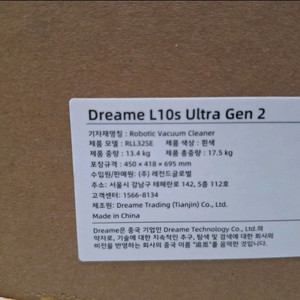 Dreame L10s Ultra Gen 2
기자재명칭 : Robotic Vacuum Cleaner
제품 모델 : RLL32SE 제품 색상 : 흰색
제품 중량 : 13.4 kg 제품 총중량 : 17.5 kg
포장규격 : 450 × 418 × 695 mm
수입원/판매원: (주) 레전드글로벌
주소: 서울시 강남구 테헤란로 142, 5층 112호
고객센터: 1566-8134
제조원: Dreame Trading (Tianjin) Co., Ltd.
Made in China
Dreame은 중국 기업인 Dreame Technology Co., Ltd.의
약자로, 기술에 대한 지속적인 추구, 탐색 및 검색에 대한 회사의
비전을 반영하는 회사의 중국 이름 "追觅"를 음역한 것입니다.